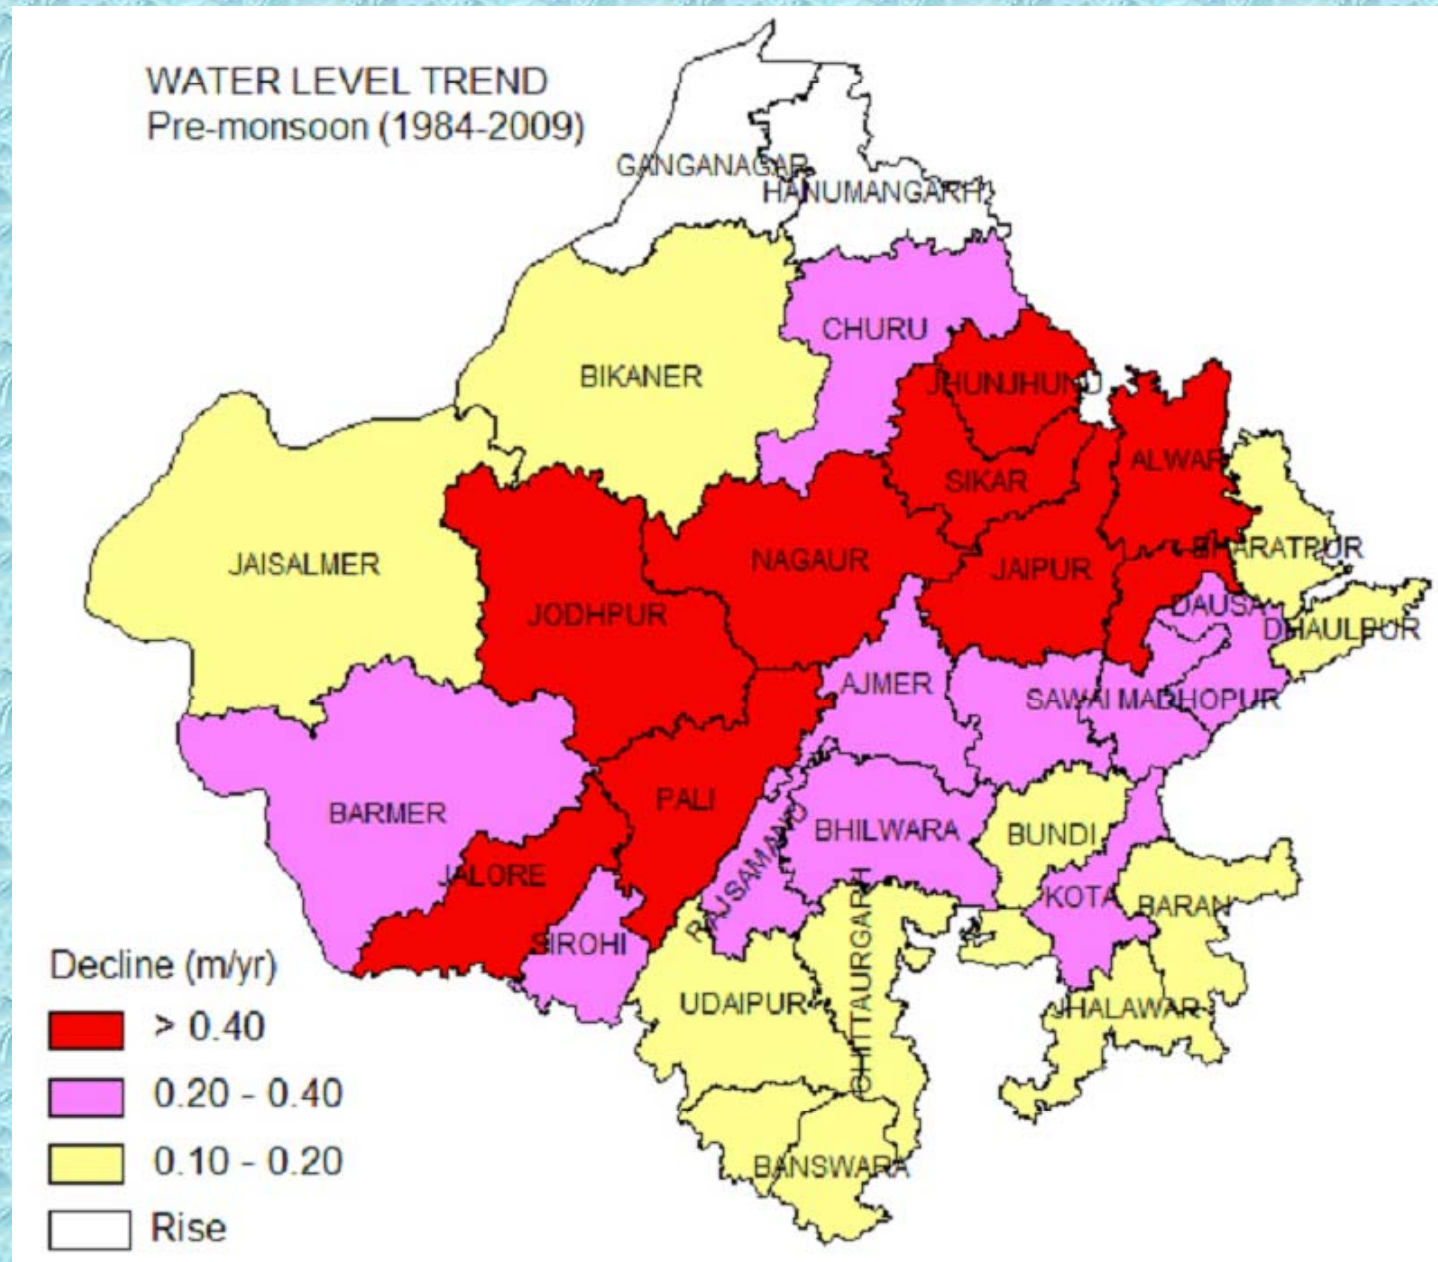 WATER LEVEL TREND
Pre-monsoon (1984-2009)
GANGANAGAR
HANUMANGARH
CHURU
BIKANER
JHUNJHUNU
ALWAR
SIKAR
BHARATPUR
NAGAUR
JAIPUR
JAISALMER
JODHPUR
DAUSA
DHAULPUR
AJMER
SAWAI MADHOPUR
PALI
BARMER
RAJSAMAND
BHILWARA
BUNDI
JALORE
KOTA
BARAN
SIROHI
CHITTAURGARH
UDAIPUR
JHALAWAR
BANSWARA
Decline (m/yr)
> 0.40
0.20 - 0.40
0.10 - 0.20
Rise